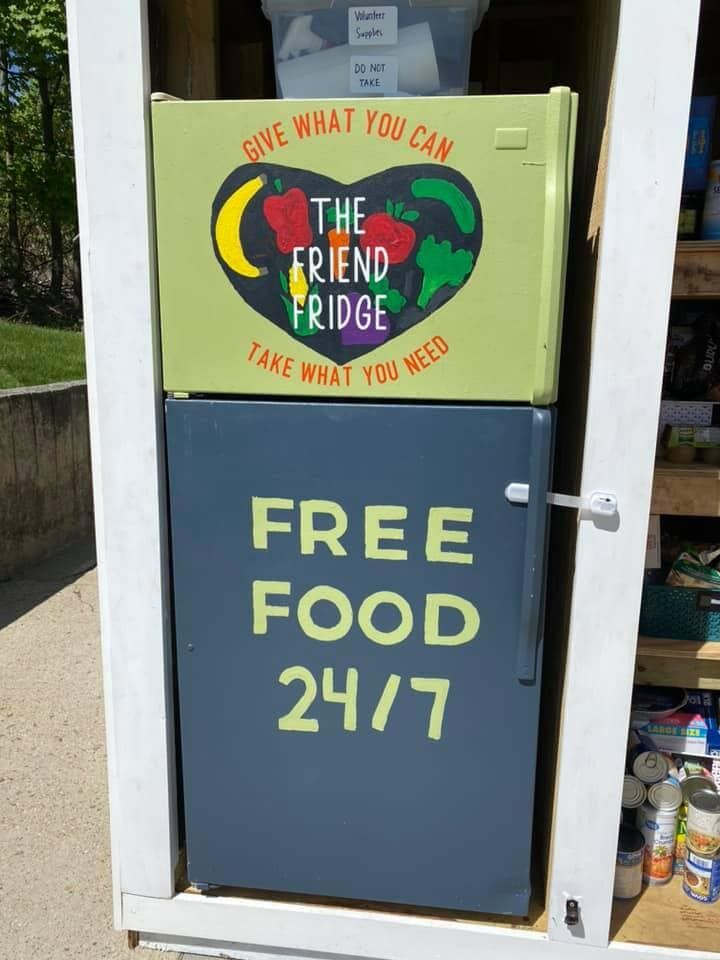 Volunteer
Supplies
DO NOT
TAKE
GIVE WHAT YOU CAN
THE
FRIEND
FRIDGE
TAKE WHAT YOU NEED
FREE
FOOD
24/7
LARGE SIZE